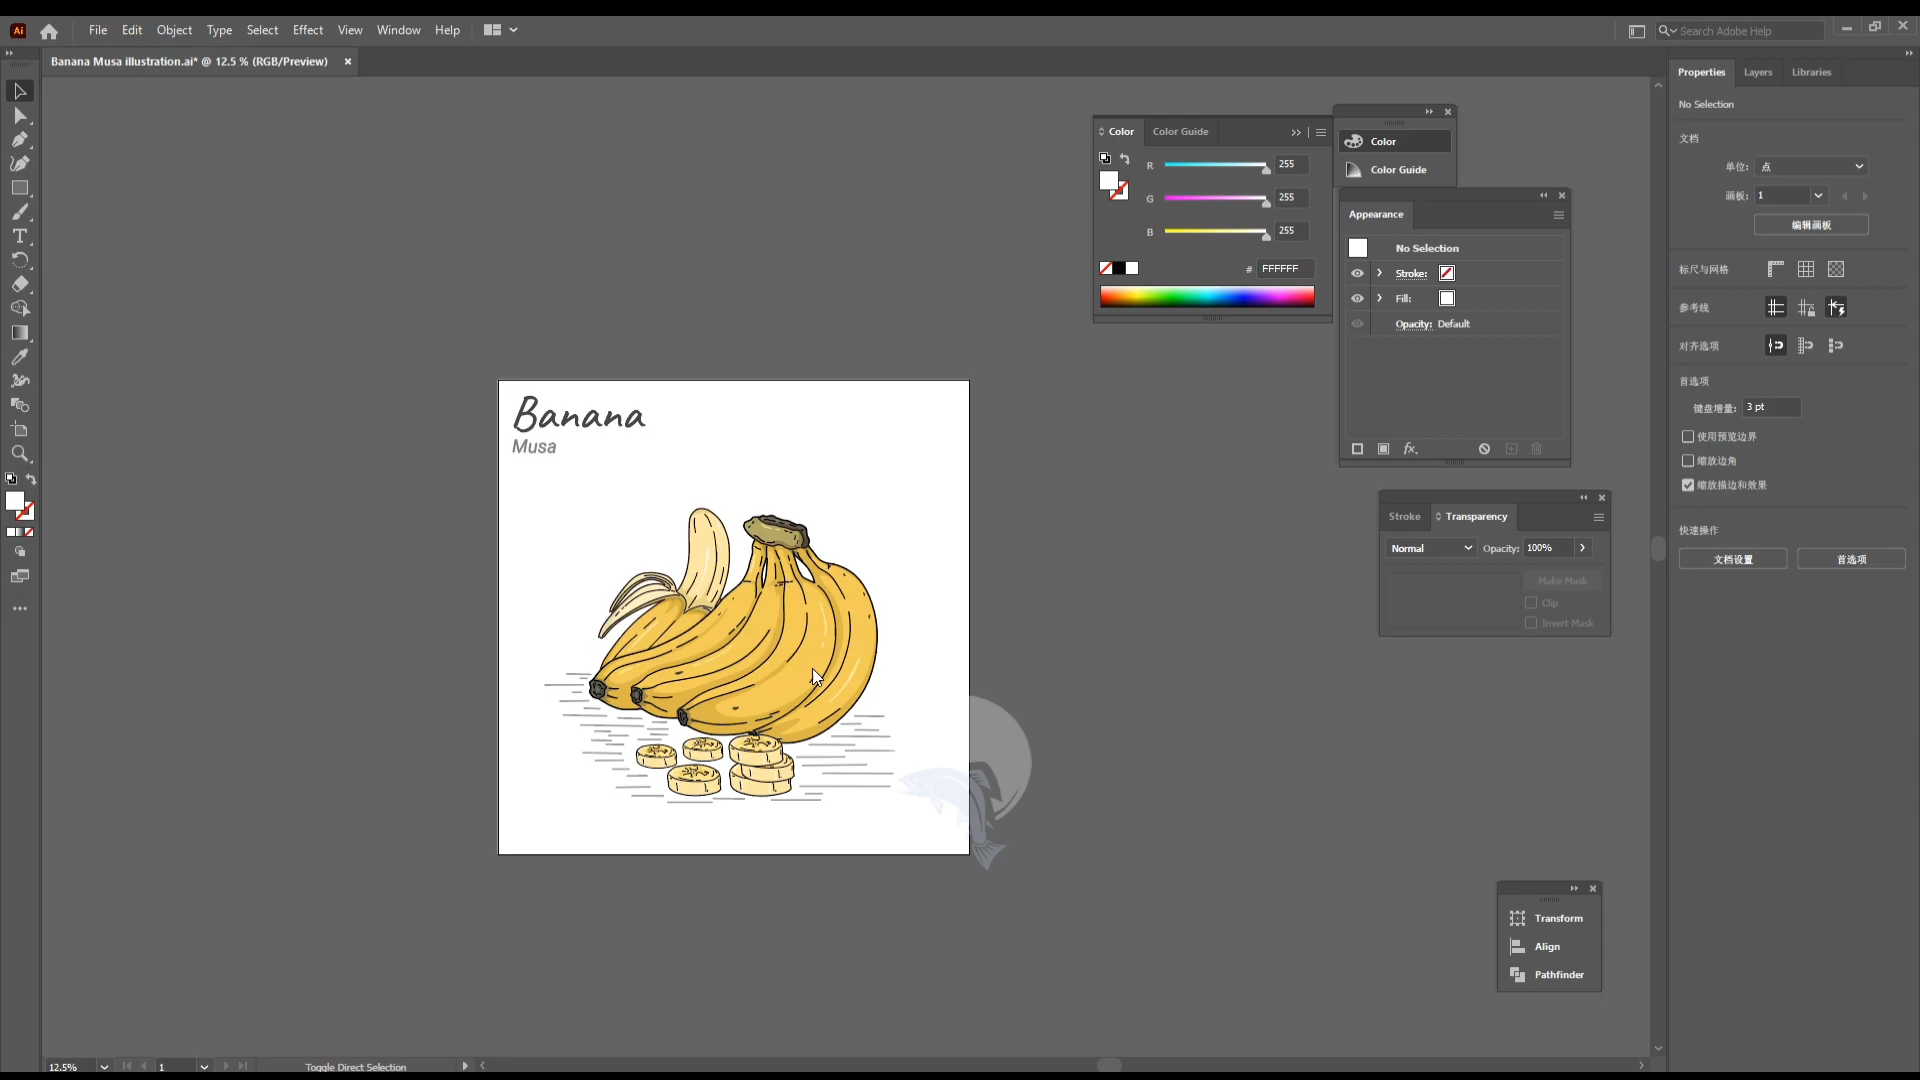 Ai
File Edit Object Type Select Effect View Window Help
Search Adobe Help
Banana Musa illustration.ai* @ 12.5 % (RGB/Preview)
Color Color Guide
R 255
G 255
B 255
# FFFFFF
Color
Color Guide
Appearance
No Selection
Stroke:
Fill:
Opacity: Default
fx
Stroke Transparency
Normal Opacity: 100%
Make Mask
Clip
Invert Mask
Transform
Align
Pathfinder
Properties Layers Libraries
No Selection
文档
单位: 点
画板: 1
编辑画板
标尺与网格
参考线
对齐选项
首选项
键盘增量: 3 pt
使用预览边界
缩放边角
缩放描边和效果
快速操作
文档设置 首选项
Banana
Musa
12.5% 1 Toggle Direct Selection